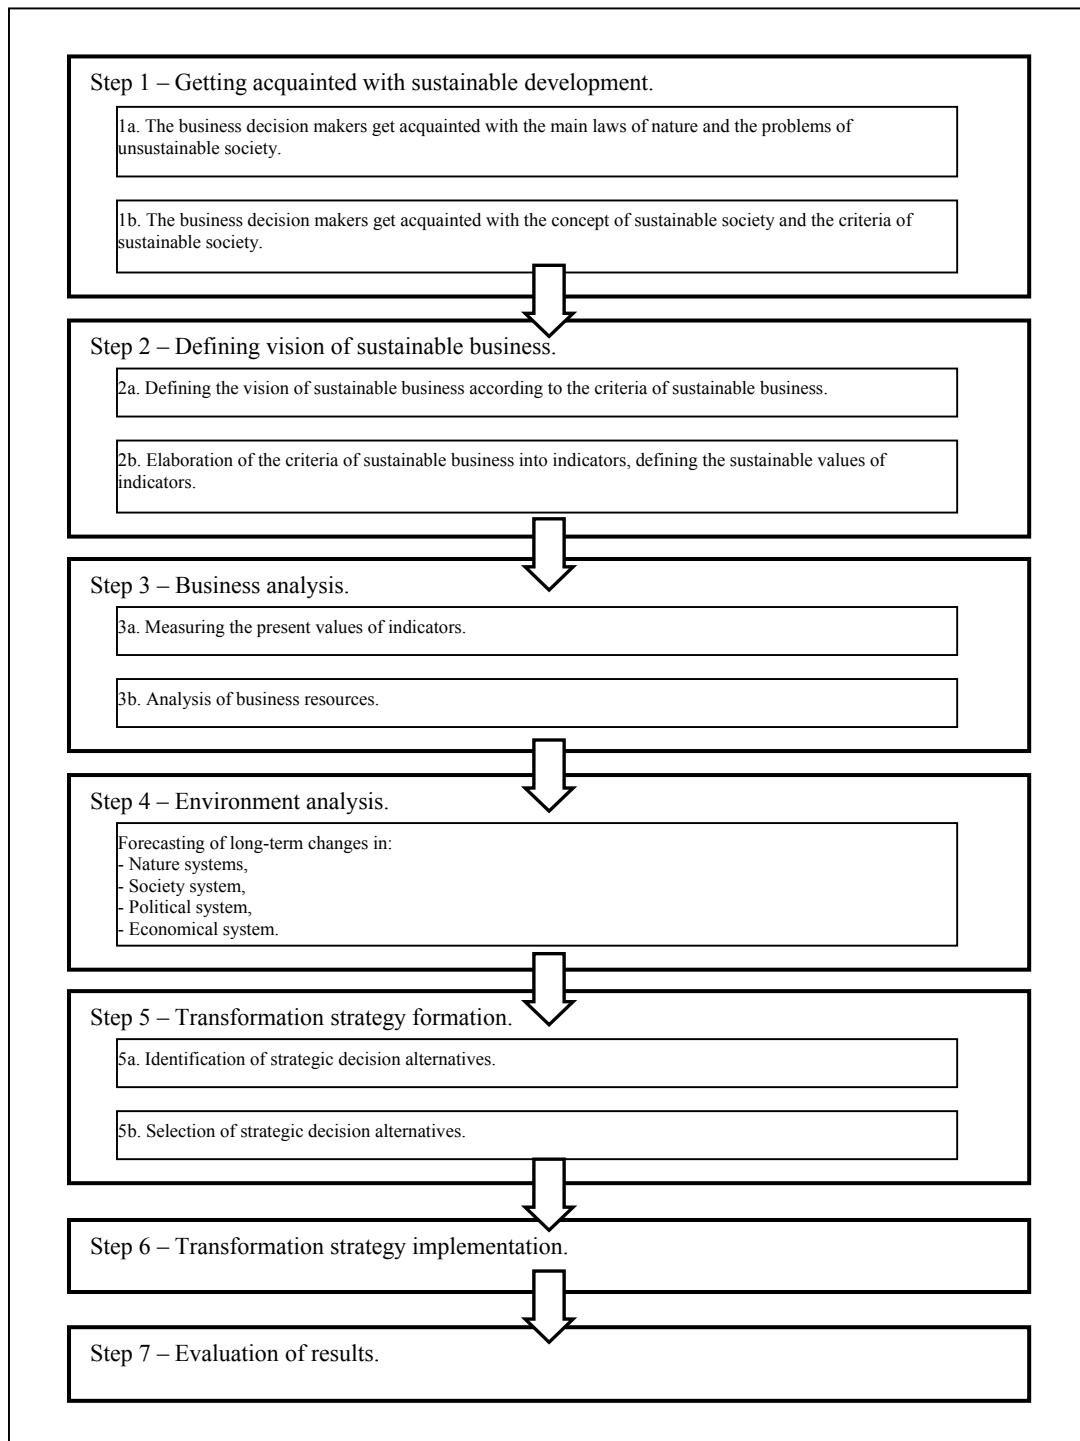 Step 1 – Getting acquainted with sustainable development.
1a. The business decision makers get acquainted with the main laws of nature and the problems of
unsustainable society.
1b. The business decision makers get acquainted with the concept of sustainable society and the criteria of
sustainable society.
Step 2 – Defining vision of sustainable business.
2a. Defining the vision of sustainable business according to the criteria of sustainable business.
2b. Elaboration of the criteria of sustainable business into indicators, defining the sustainable values of
indicators.
Step 3 – Business analysis.
3a. Measuring the present values of indicators.
3b. Analysis of business resources.
Step 4 – Environment analysis.
Forecasting of long-term changes in:
- Nature systems,
- Society system,
- Political system,
- Economical system.
Step 5 – Transformation strategy formation.
5a. Identification of strategic decision alternatives.
5b. Selection of strategic decision alternatives.
Step 6 – Transformation strategy implementation.
Step 7 – Evaluation of results.